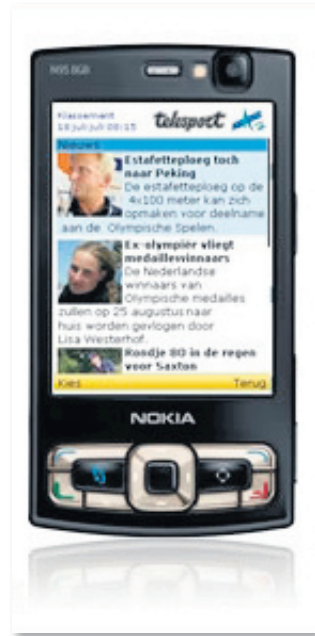 N95 8GB
Klassement
18 juli juli 08:15
telesport
Nieuws
Estafetteploeg toch
naar Peking
De estafetteploeg op de
4x100 meter kan zich
opmaken voor deelname
aan de Olympische Spelen.
Ex-olympiër vliegt
medaillewinnaars
De Nederlandse
winnaars van
Olympische medailles
zullen op 25 augustus naar
huis worden gevlogen door
Lisa Westerhof.
Rondje 80 in de regen
voor Saxton
Kies
Terug
NOKIA